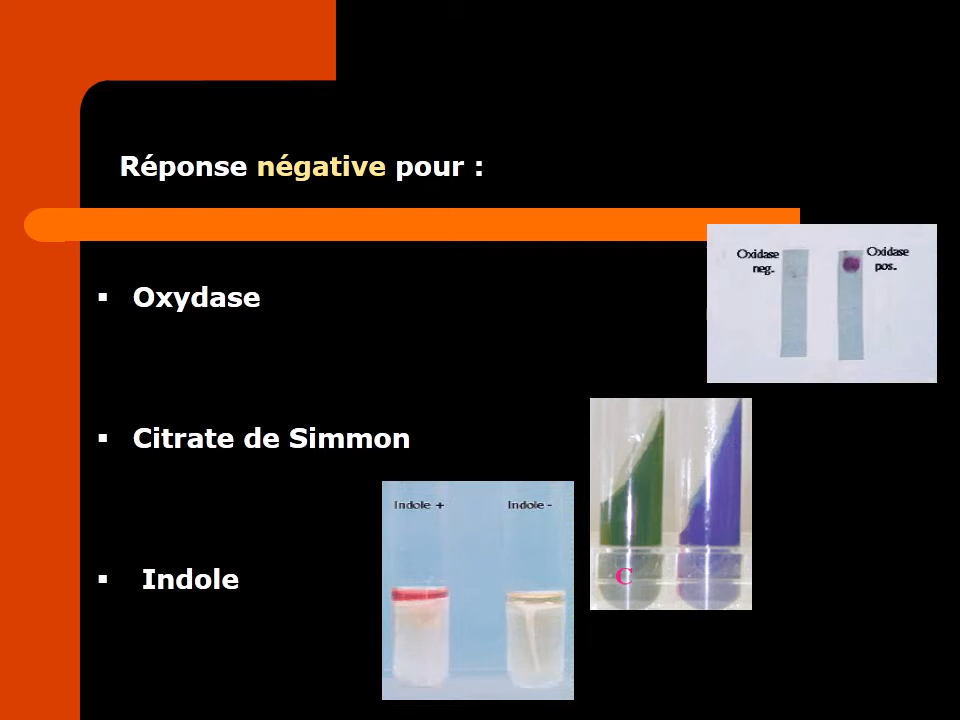 Réponse négative pour :
Oxidase
neg.
Oxidase
pos.
▪ Oxydase
▪ Citrate de Simmon
Indole +
Indole -
C
▪ Indole